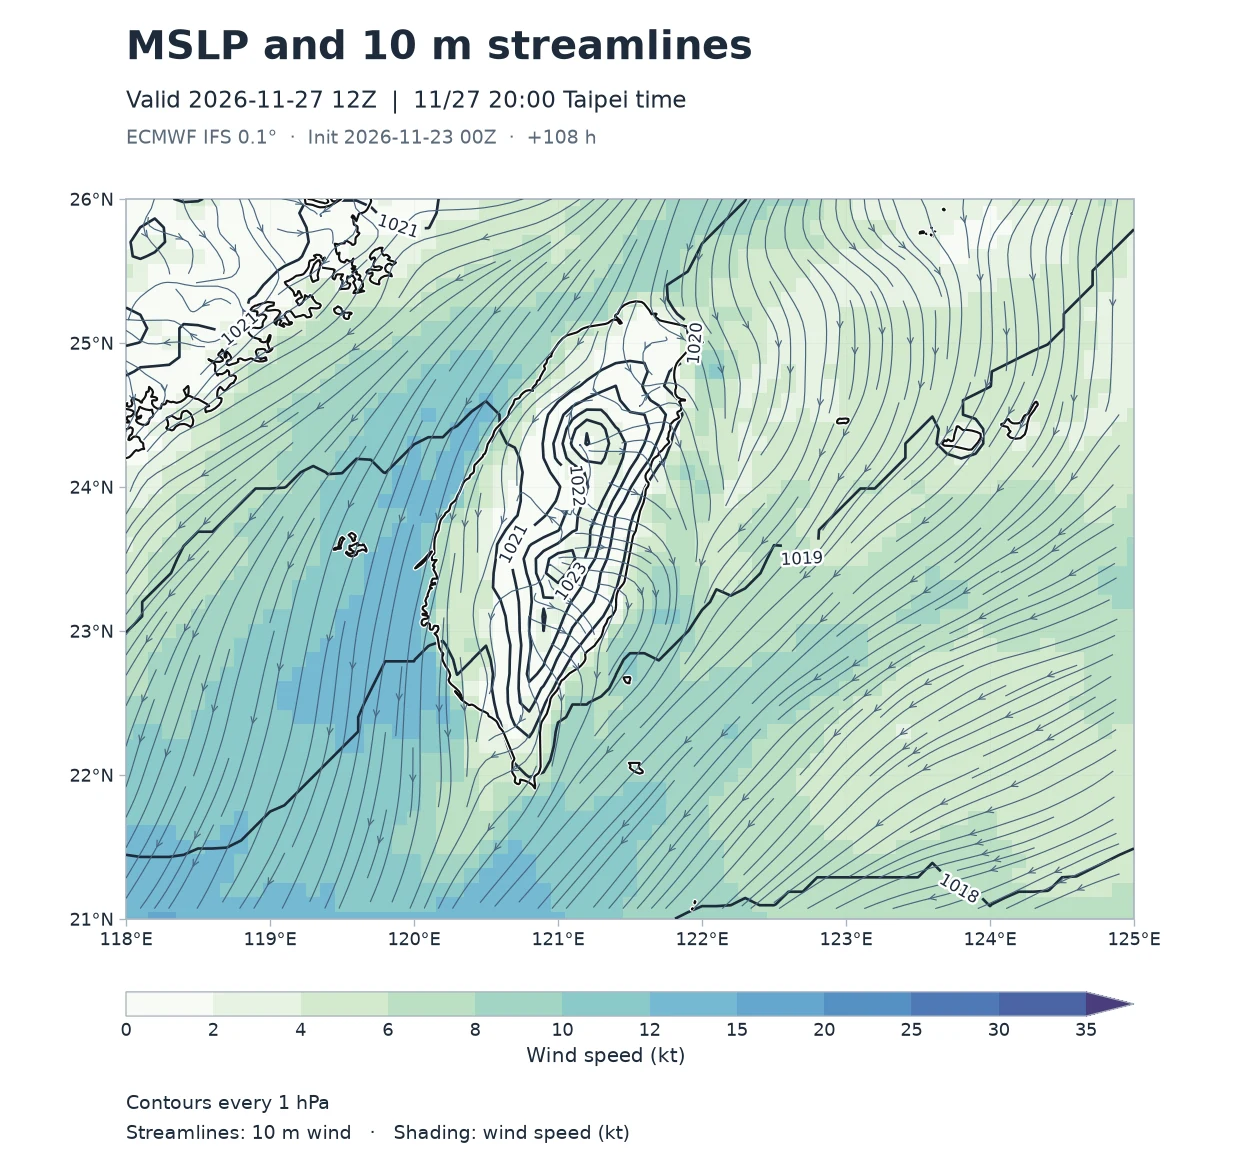 MSLP and 10 m streamlines
Valid 2026-11-27 12Z | 11/27 20:00 Taipei time
ECMWF IFS 0.1° · Init 2026-11-23 00Z · +108 h
26°N
25°N
24°N
23°N
22°N
21°N
1021
1021
1020
1022
1021
1023
1019
1018
118°E 119°E 120°E 121°E 122°E 123°E 124°E 125°E
0 2 4 6 8 10 12 15 20 25 30 35
Wind speed (kt)
Contours every 1 hPa
Streamlines: 10 m wind · Shading: wind speed (kt)